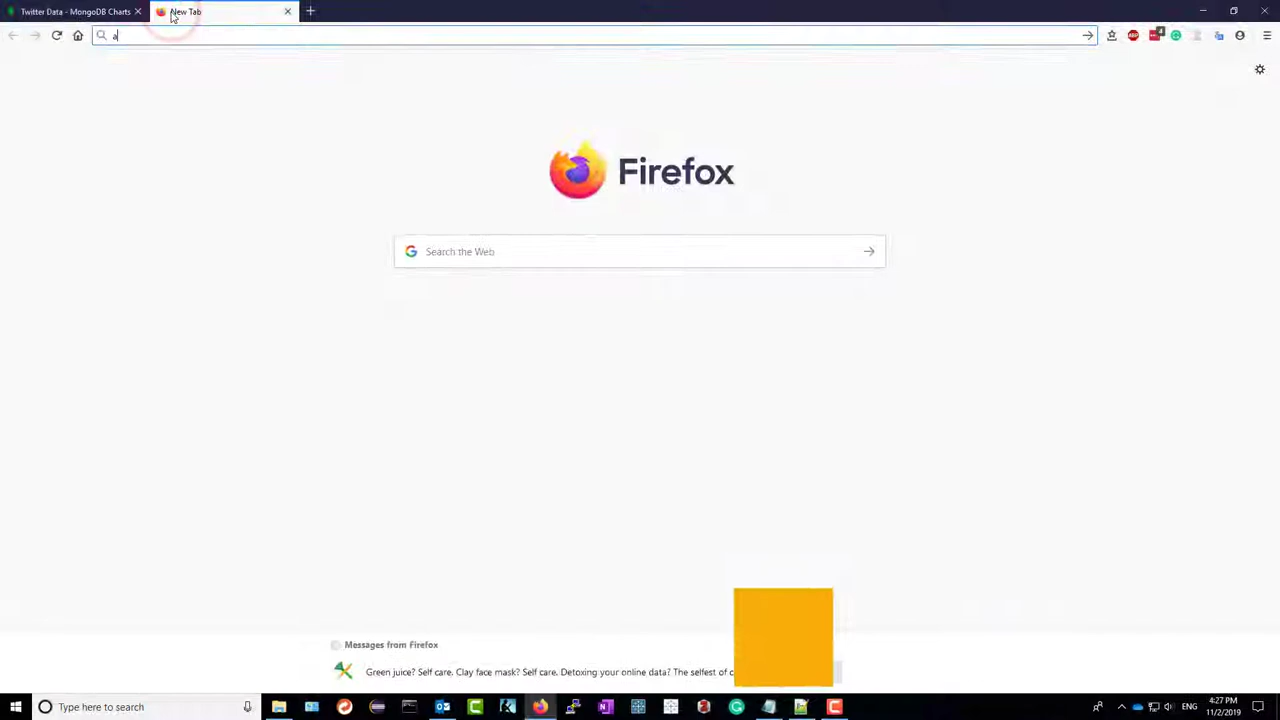 Twitter Data - MongoDB Charts
New Tab
a
ABP
4
Firefox
Search the Web
Messages from Firefox
Green juice? Self care. Clay face mask? Self care. Detoxing your online data? The selfest of c
Type here to search
4:27 PM
ENG
11/2/2019